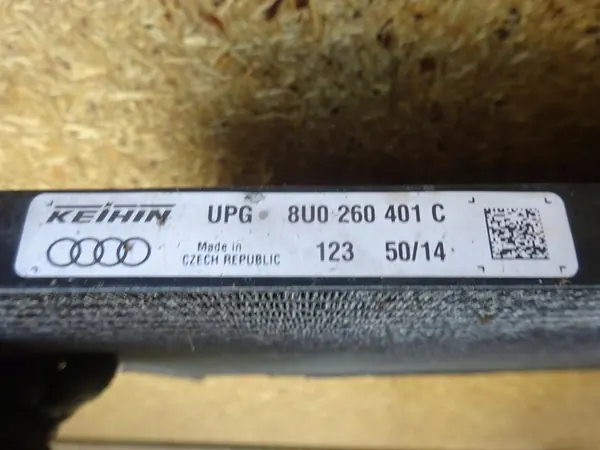 KEIHIN UPG 8U0 260 401 C
Made in
CZECH REPUBLIC 123 50/14